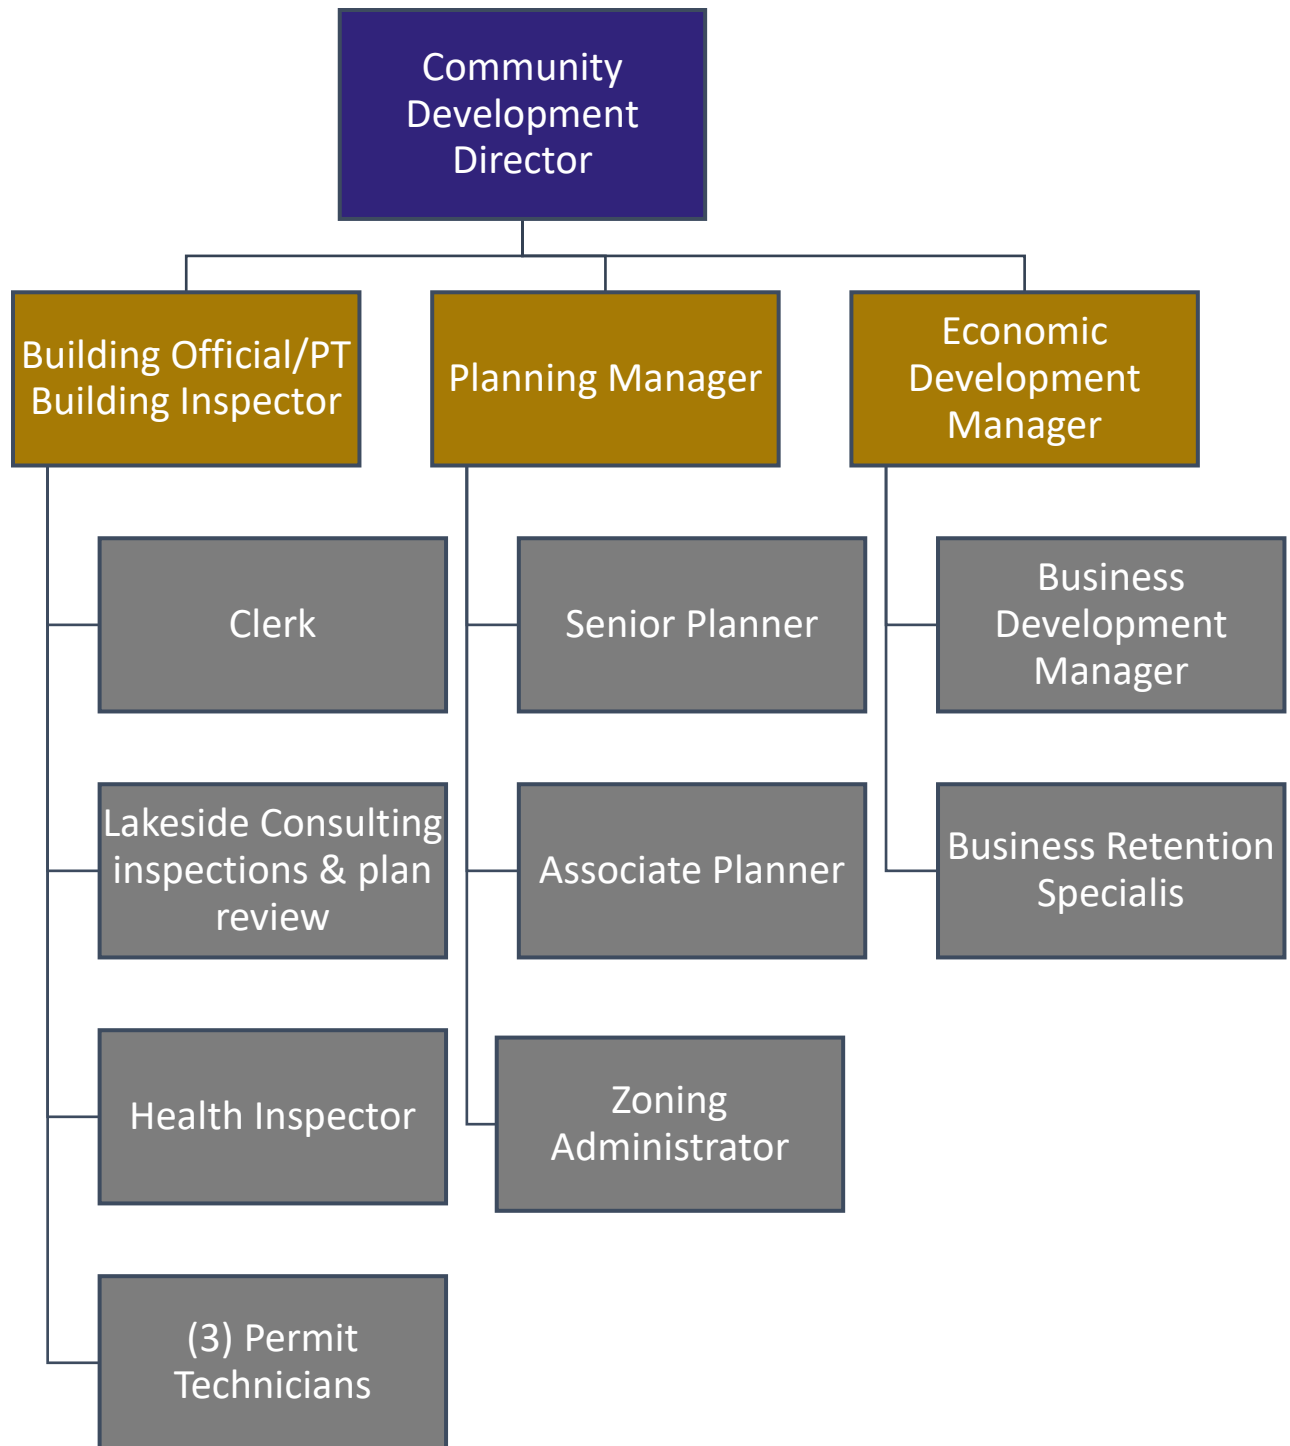 Community
Development
Director
Building Official/PT
Building Inspector
Planning Manager
Economic
Development
Manager
Clerk
Senior Planner
Business
Development
Manager
Lakeside Consulting
inspections & plan
review
Associate Planner
Business Retention
Specialis
Health Inspector
Zoning
Administrator
(3) Permit
Technicians